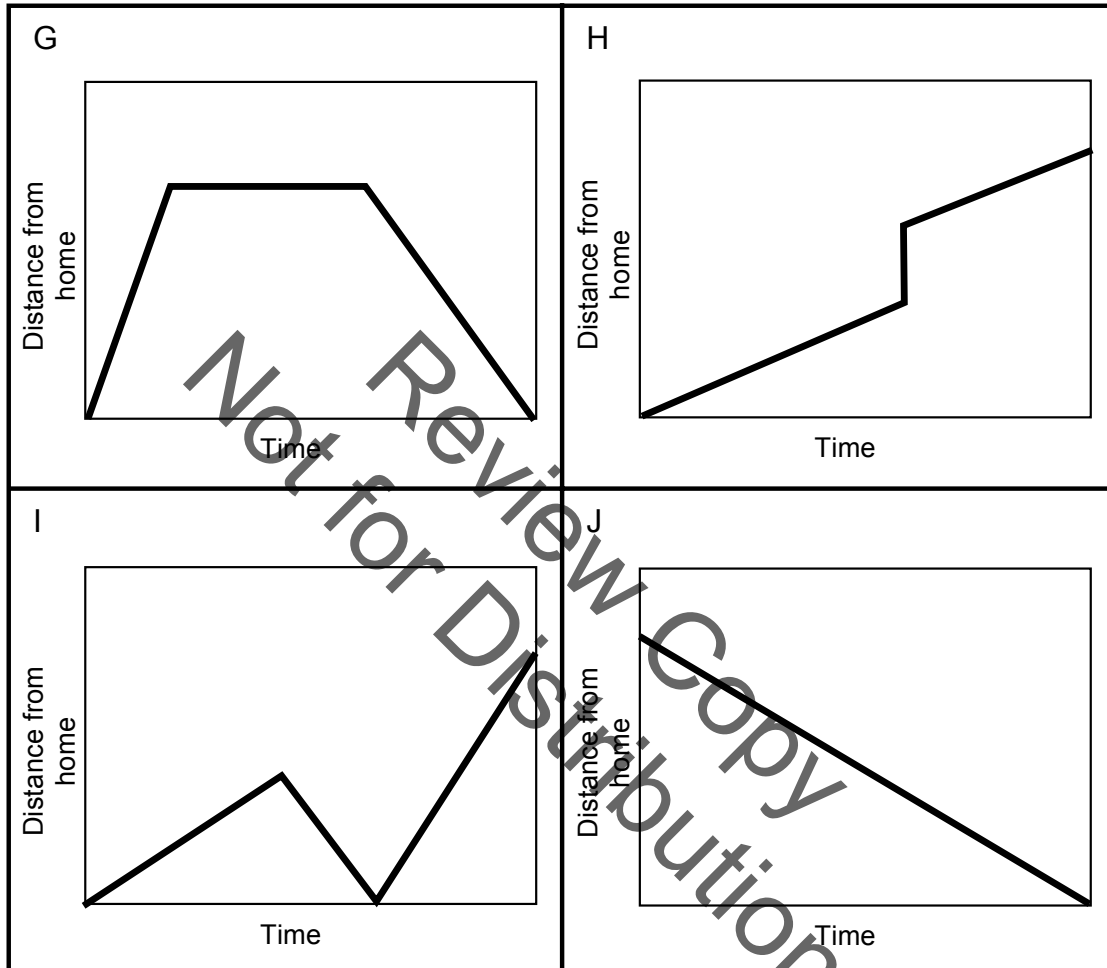 G
Distance from
home
Time
H
Distance from
home
Time
I
Distance from
home
Time
J
Distance from
home
Time
Review Copy
Not for Distribution